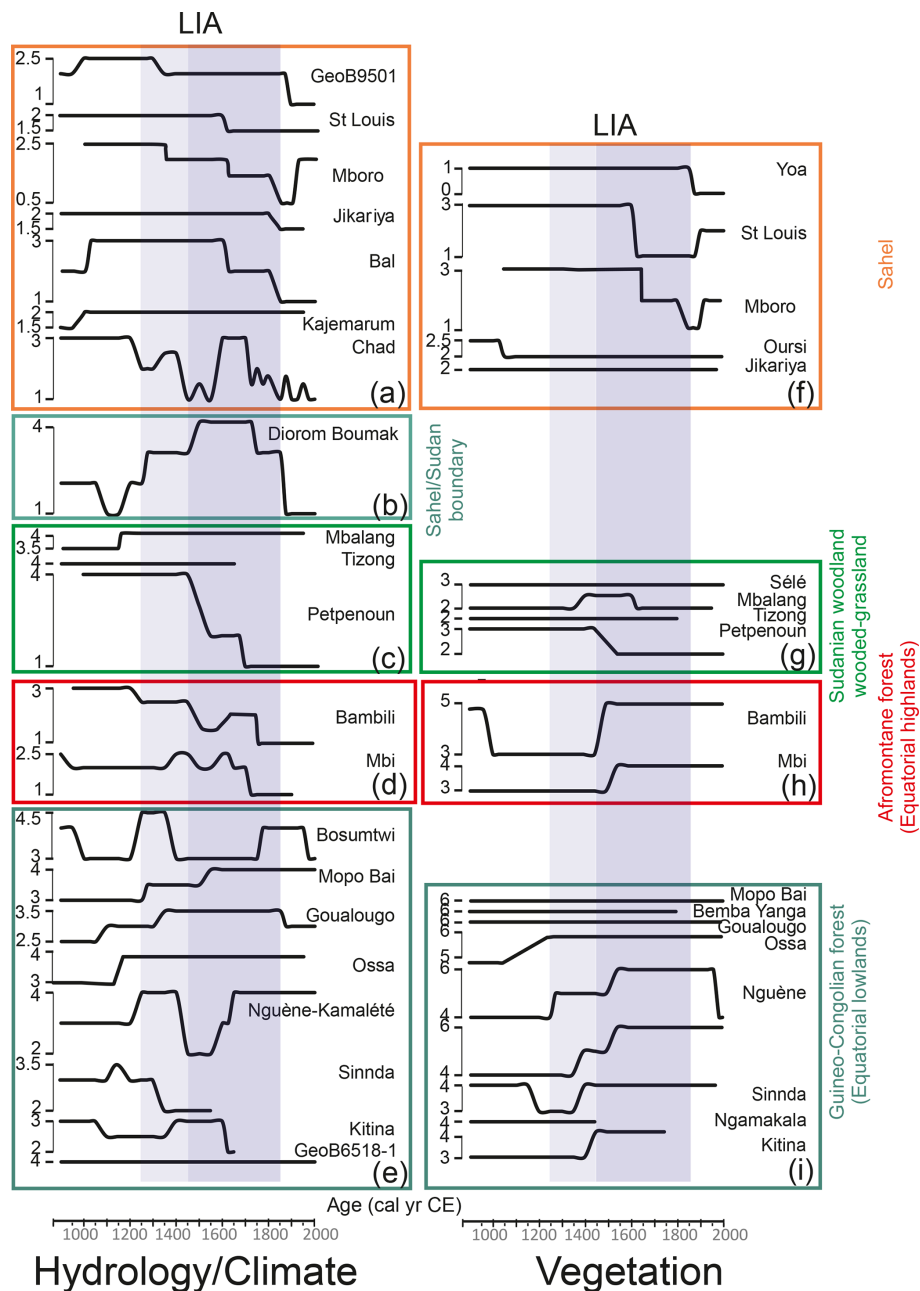 LIA
2.5
GeoB9501
1
2
St Louis
1.5
2.5
Mboro
0.5
2
Jikariya
1.5
3
Bal
1
2
1.5
Kajemarum
3
Chad
1
(a)
4
Diorom Boumak
1
(b)
Sahel/Sudan
boundary
4
Mbalang
3.5
Tizong
4
4
Petpenoun
1
(c)
3
Bambili
1
2.5
Mbi
1
(d)
4.5
Bosumtwi
3
4
Mopo Bai
3
3.5
Goualougo
2.5
4
Ossa
3
4
Nguène-Kamalété
2
3.5
Sinnda
2
3
Kitina
2
GeoB6518-1
4
(e)
LIA
Yoa
1
0
3
St Louis
1
3
Mboro
1
2.5
Oursi
2
Jikariya
2
(f)
Sahel
3
Sélé
Mbalang
2
Tizong
2
Petpenoun
3
2
(g)
Sudanian woodland
wooded-grassland
5
Bambili
3
4
Mbi
3
(h)
Afromontane forest
(Equatorial highlands)
Mopo Bai
6
Bemba Yanga
6
Goualougo
6
6
Ossa
5
6
Nguène
4
6
4
4
Sinnda
3
Ngamakala
4
4
Kitina
3
(i)
Guineo-Congolian forest
(Equatorial lowlands)
Age (cal yr CE)
1000 1200 1400 1600 1800 2000
1000 1200 1400 1600 1800 2000
Hydrology/Climate
Vegetation